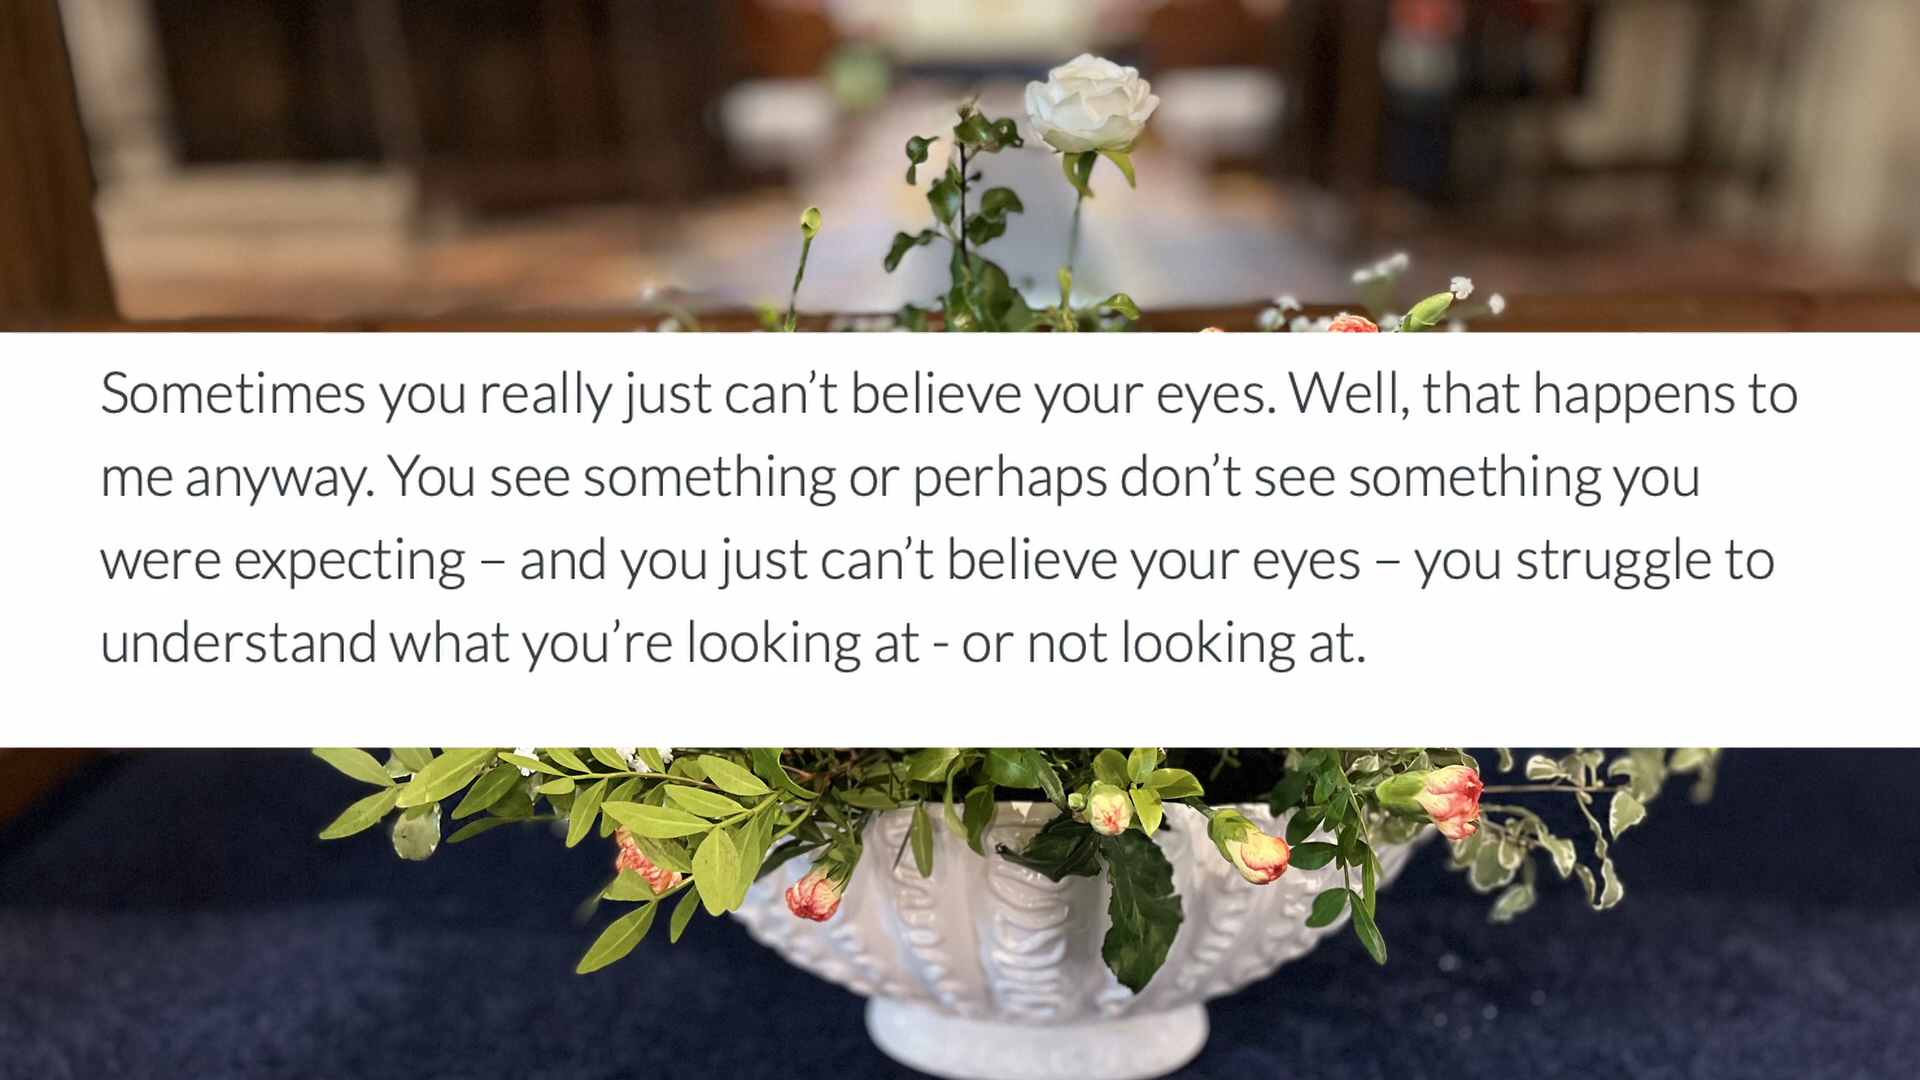 Sometimes you really just can’t believe your eyes. Well, that happens to
me anyway. You see something or perhaps don’t see something you
were expecting – and you just can’t believe your eyes – you struggle to
understand what you’re looking at - or not looking at.